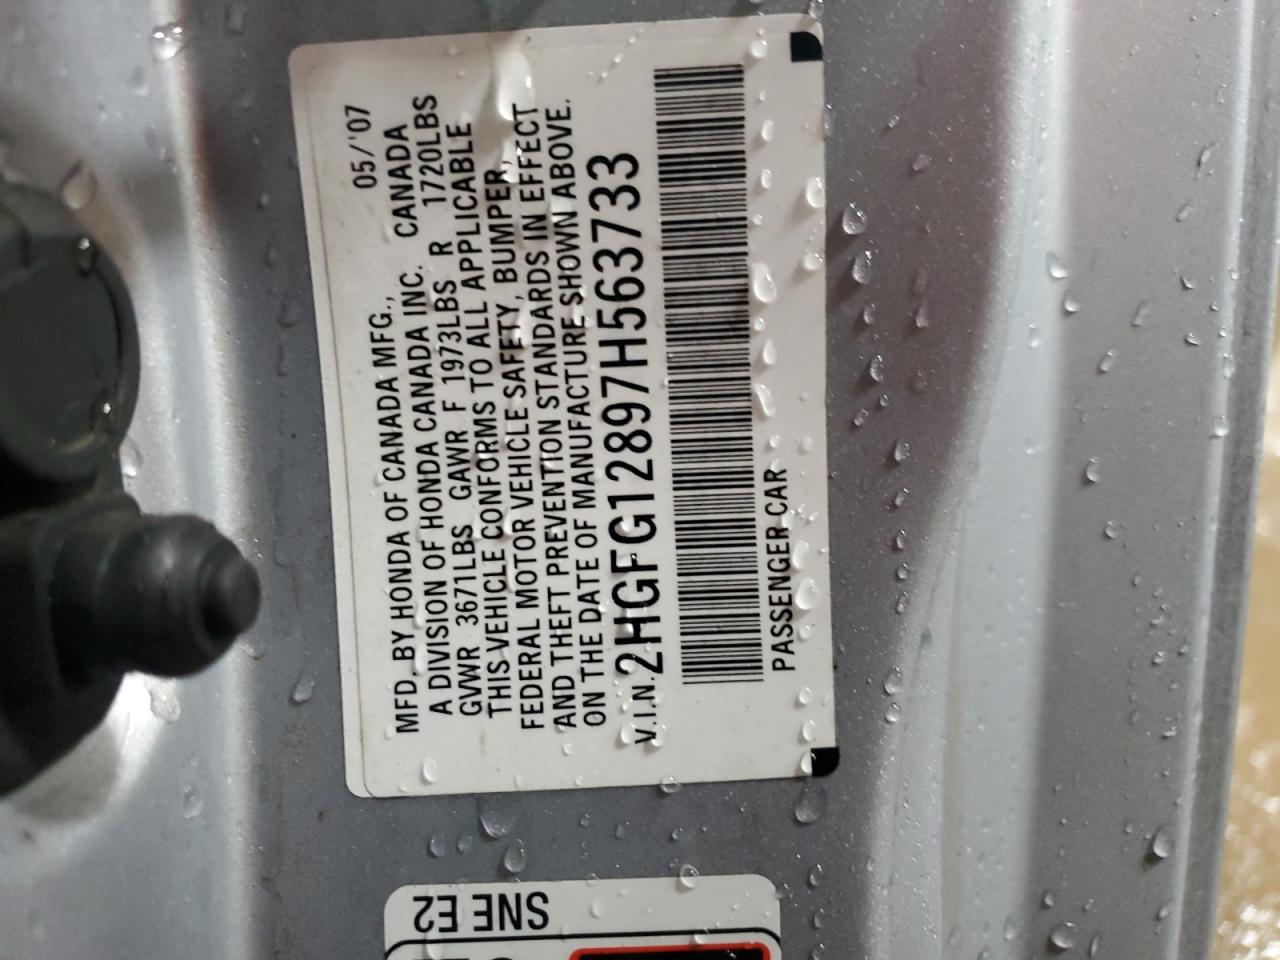 MFD. BY HONDA OF CANADA MFG., 05/'07
A DIVISION OF HONDA CANADA INC. CANADA
GVWR 3671LBS GAWR F 1973LBS R 1720LBS
THIS VEHICLE CONFORMS TO ALL APPLICABLE
FEDERAL MOTOR VEHICLE SAFETY, BUMPER,
AND THEFT PREVENTION STANDARDS IN EFFECT
ON THE DATE OF MANUFACTURE SHOWN ABOVE.
V.I.N. 2HGFG12897H563733
PASSENGER CAR
SNE E2